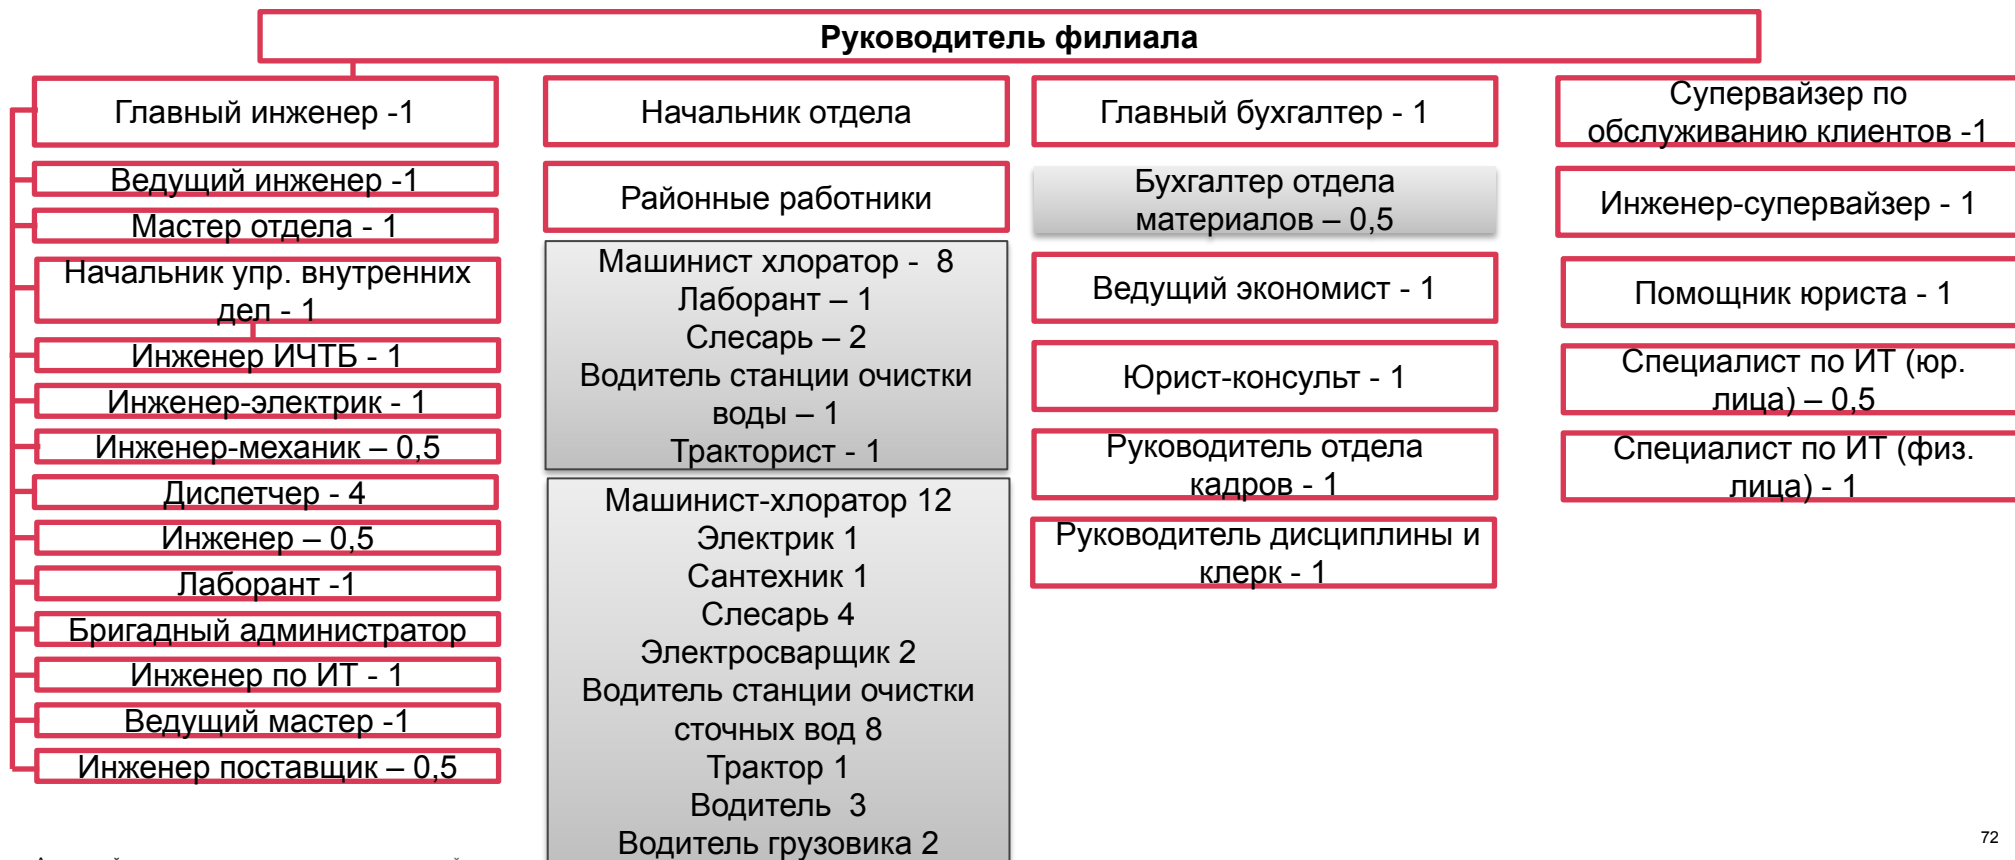 Руководитель филиала
Главный инженер -1
Ведущий инженер -1
Мастер отдела - 1
Начальник упр. внутренних
дел - 1
Инженер ИЧТБ - 1
Инженер-электрик - 1
Инженер-механик – 0,5
Диспетчер - 4
Инженер – 0,5
Лаборант -1
Бригадный администратор
Инженер по ИТ - 1
Ведущий мастер -1
Инженер поставщик – 0,5
Начальник отдела
Районные работники
Машинист хлоратор - 8
Лаборант – 1
Слесарь – 2
Водитель станции очистки
воды – 1
Тракторист - 1
Машинист-хлоратор 12
Электрик 1
Сантехник 1
Слесарь 4
Электросварщик 2
Водитель станции очистки
сточных вод 8
Трактор 1
Водитель 3
Водитель грузовика 2
Главный бухгалтер - 1
Бухгалтер отдела
материалов – 0,5
Ведущий экономист - 1
Юрист-консульт - 1
Руководитель отдела
кадров - 1
Руководитель дисциплины и
клерк - 1
Супервайзер по
обслуживанию клиентов -1
Инженер-супервайзер - 1
Помощник юриста - 1
Специалист по ИТ (юр.
лица) – 0,5
Специалист по ИТ (физ.
лица) - 1
72